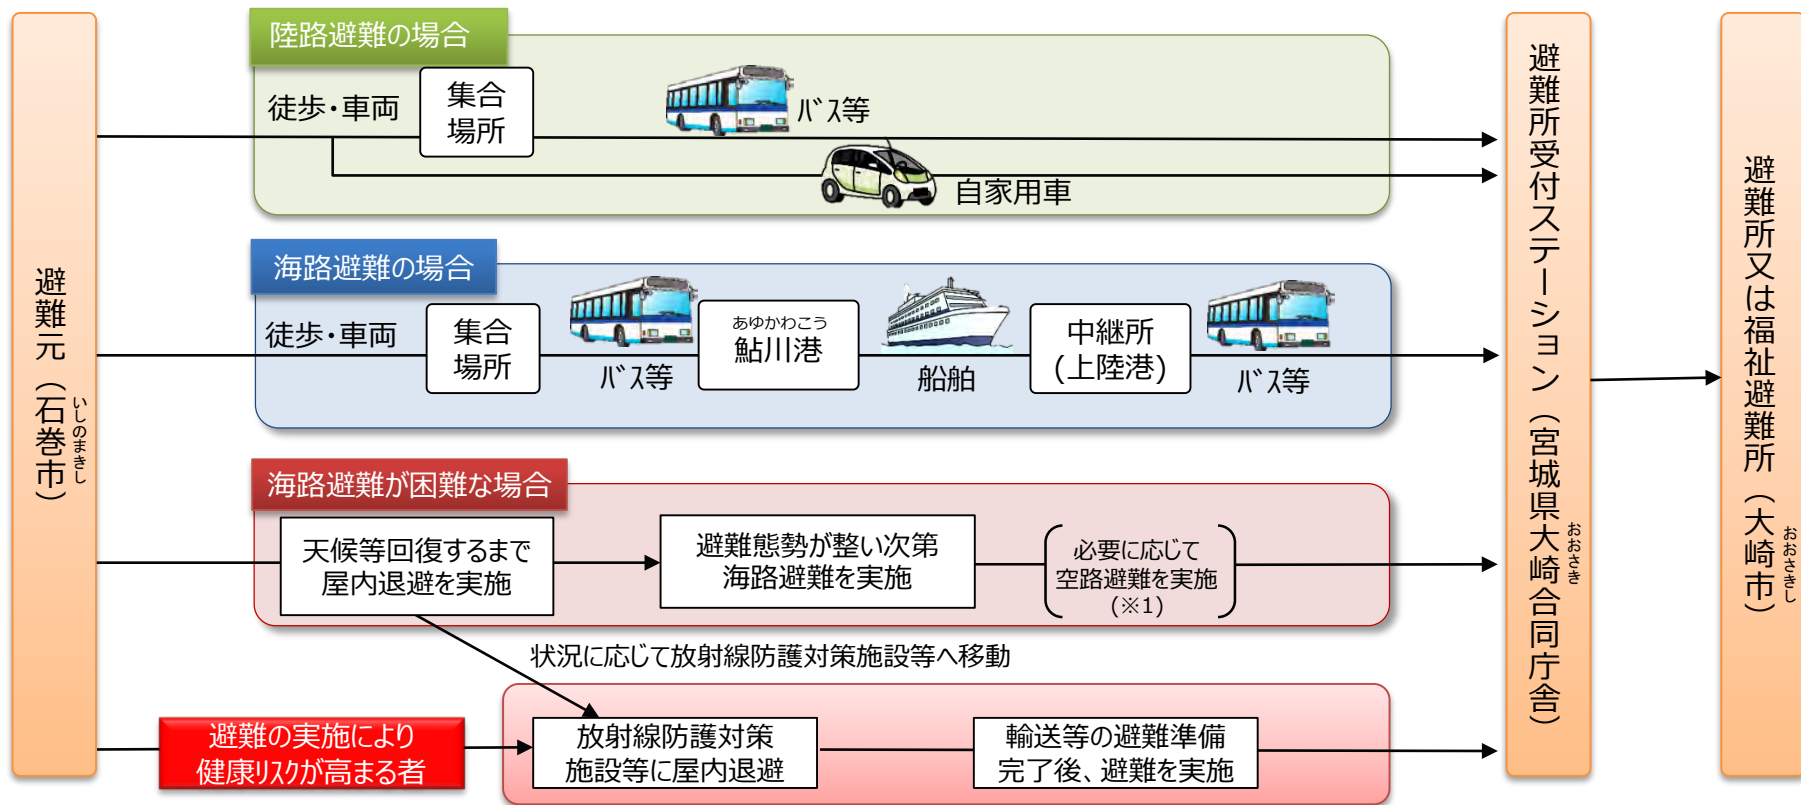 避難元（石巻市）
いしのまきし
陸路避難の場合
徒歩・車両
集合
場所
バス等
自家用車
海路避難の場合
徒歩・車両
集合
場所
バス等
あゆかわこう
鮎川港
船舶
中継所
(上陸港)
バス等
海路避難が困難な場合
天候等回復するまで
屋内退避を実施
避難態勢が整い次第
海路避難を実施
必要に応じて
空路避難を実施
(※1)
状況に応じて放射線防護対策施設等へ移動
避難の実施により
健康リスクが高まる者
放射線防護対策
施設等に屋内退避
輸送等の避難準備
完了後、避難を実施
避難所受付ステーション（宮城県大崎合同庁舎）
おおさき
避難所又は福祉避難所（大崎市）
おおさきし